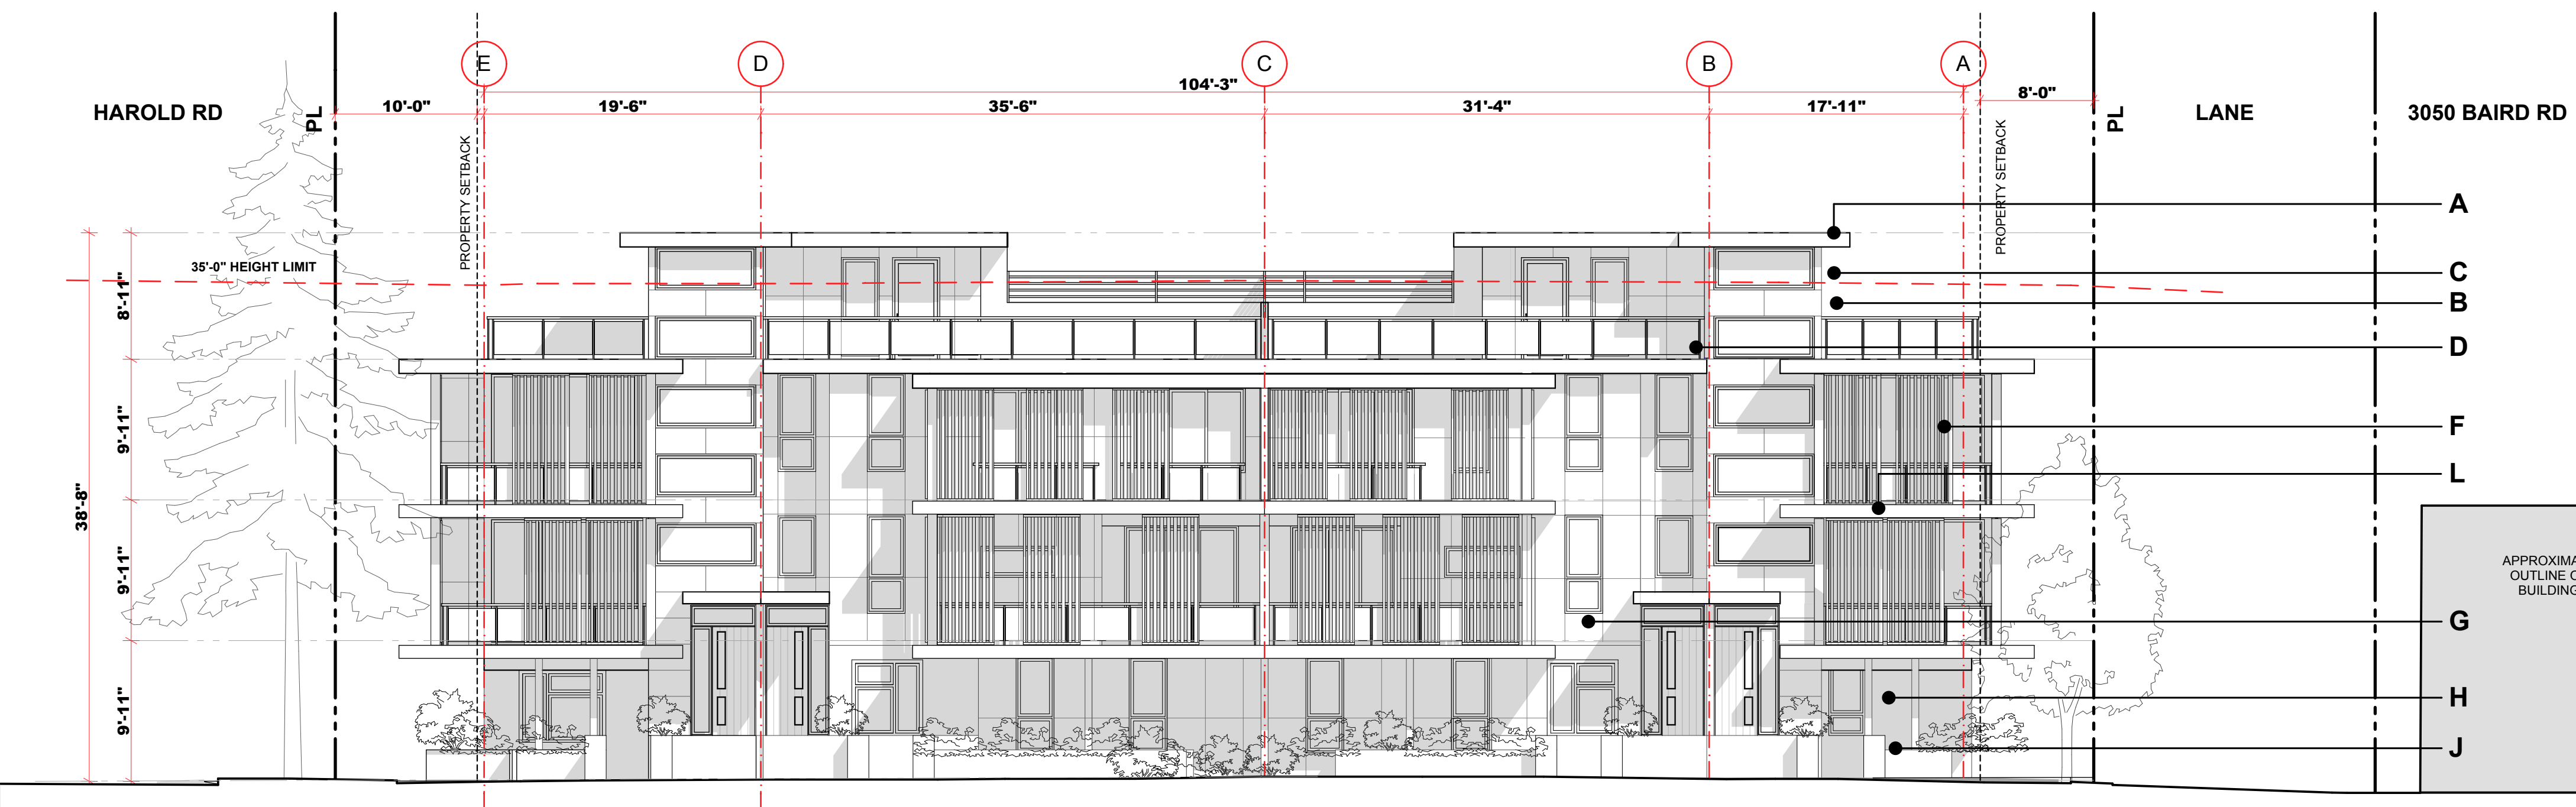 E
D
C
B
A
104'-3"
10'-0"
19'-6"
35'-6"
31'-4"
17'-11"
8'-0"
HAROLD RD
PL
PROPERTY SETBACK
PROPERTY SETBACK
PL
LANE
3050 BAIRD RD
A
35'-0" HEIGHT LIMIT
C
8'-11"
B
D
9'-11"
F
L
38'-8"
9'-11"
APPROXIMA
OUTLINE O
BUILDING
G
9'-11"
H
J